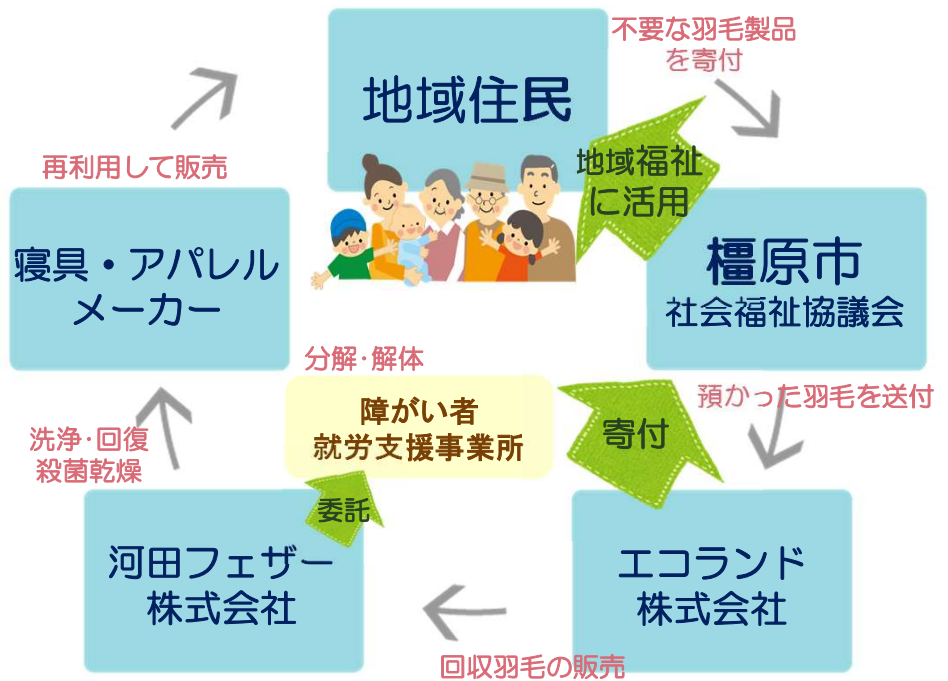 地域住民
不要な羽毛製品
を寄付
地域福祉
に活用
橿原市
社会福祉協議会
預かった羽毛を送付
寄付
エコランド
株式会社
回収羽毛の販売
河田フェザー
株式会社
委託
分解・解体
障がい者
就労支援事業所
洗浄・回復
殺菌乾燥
寝具・アパレル
メーカー
再利用して販売